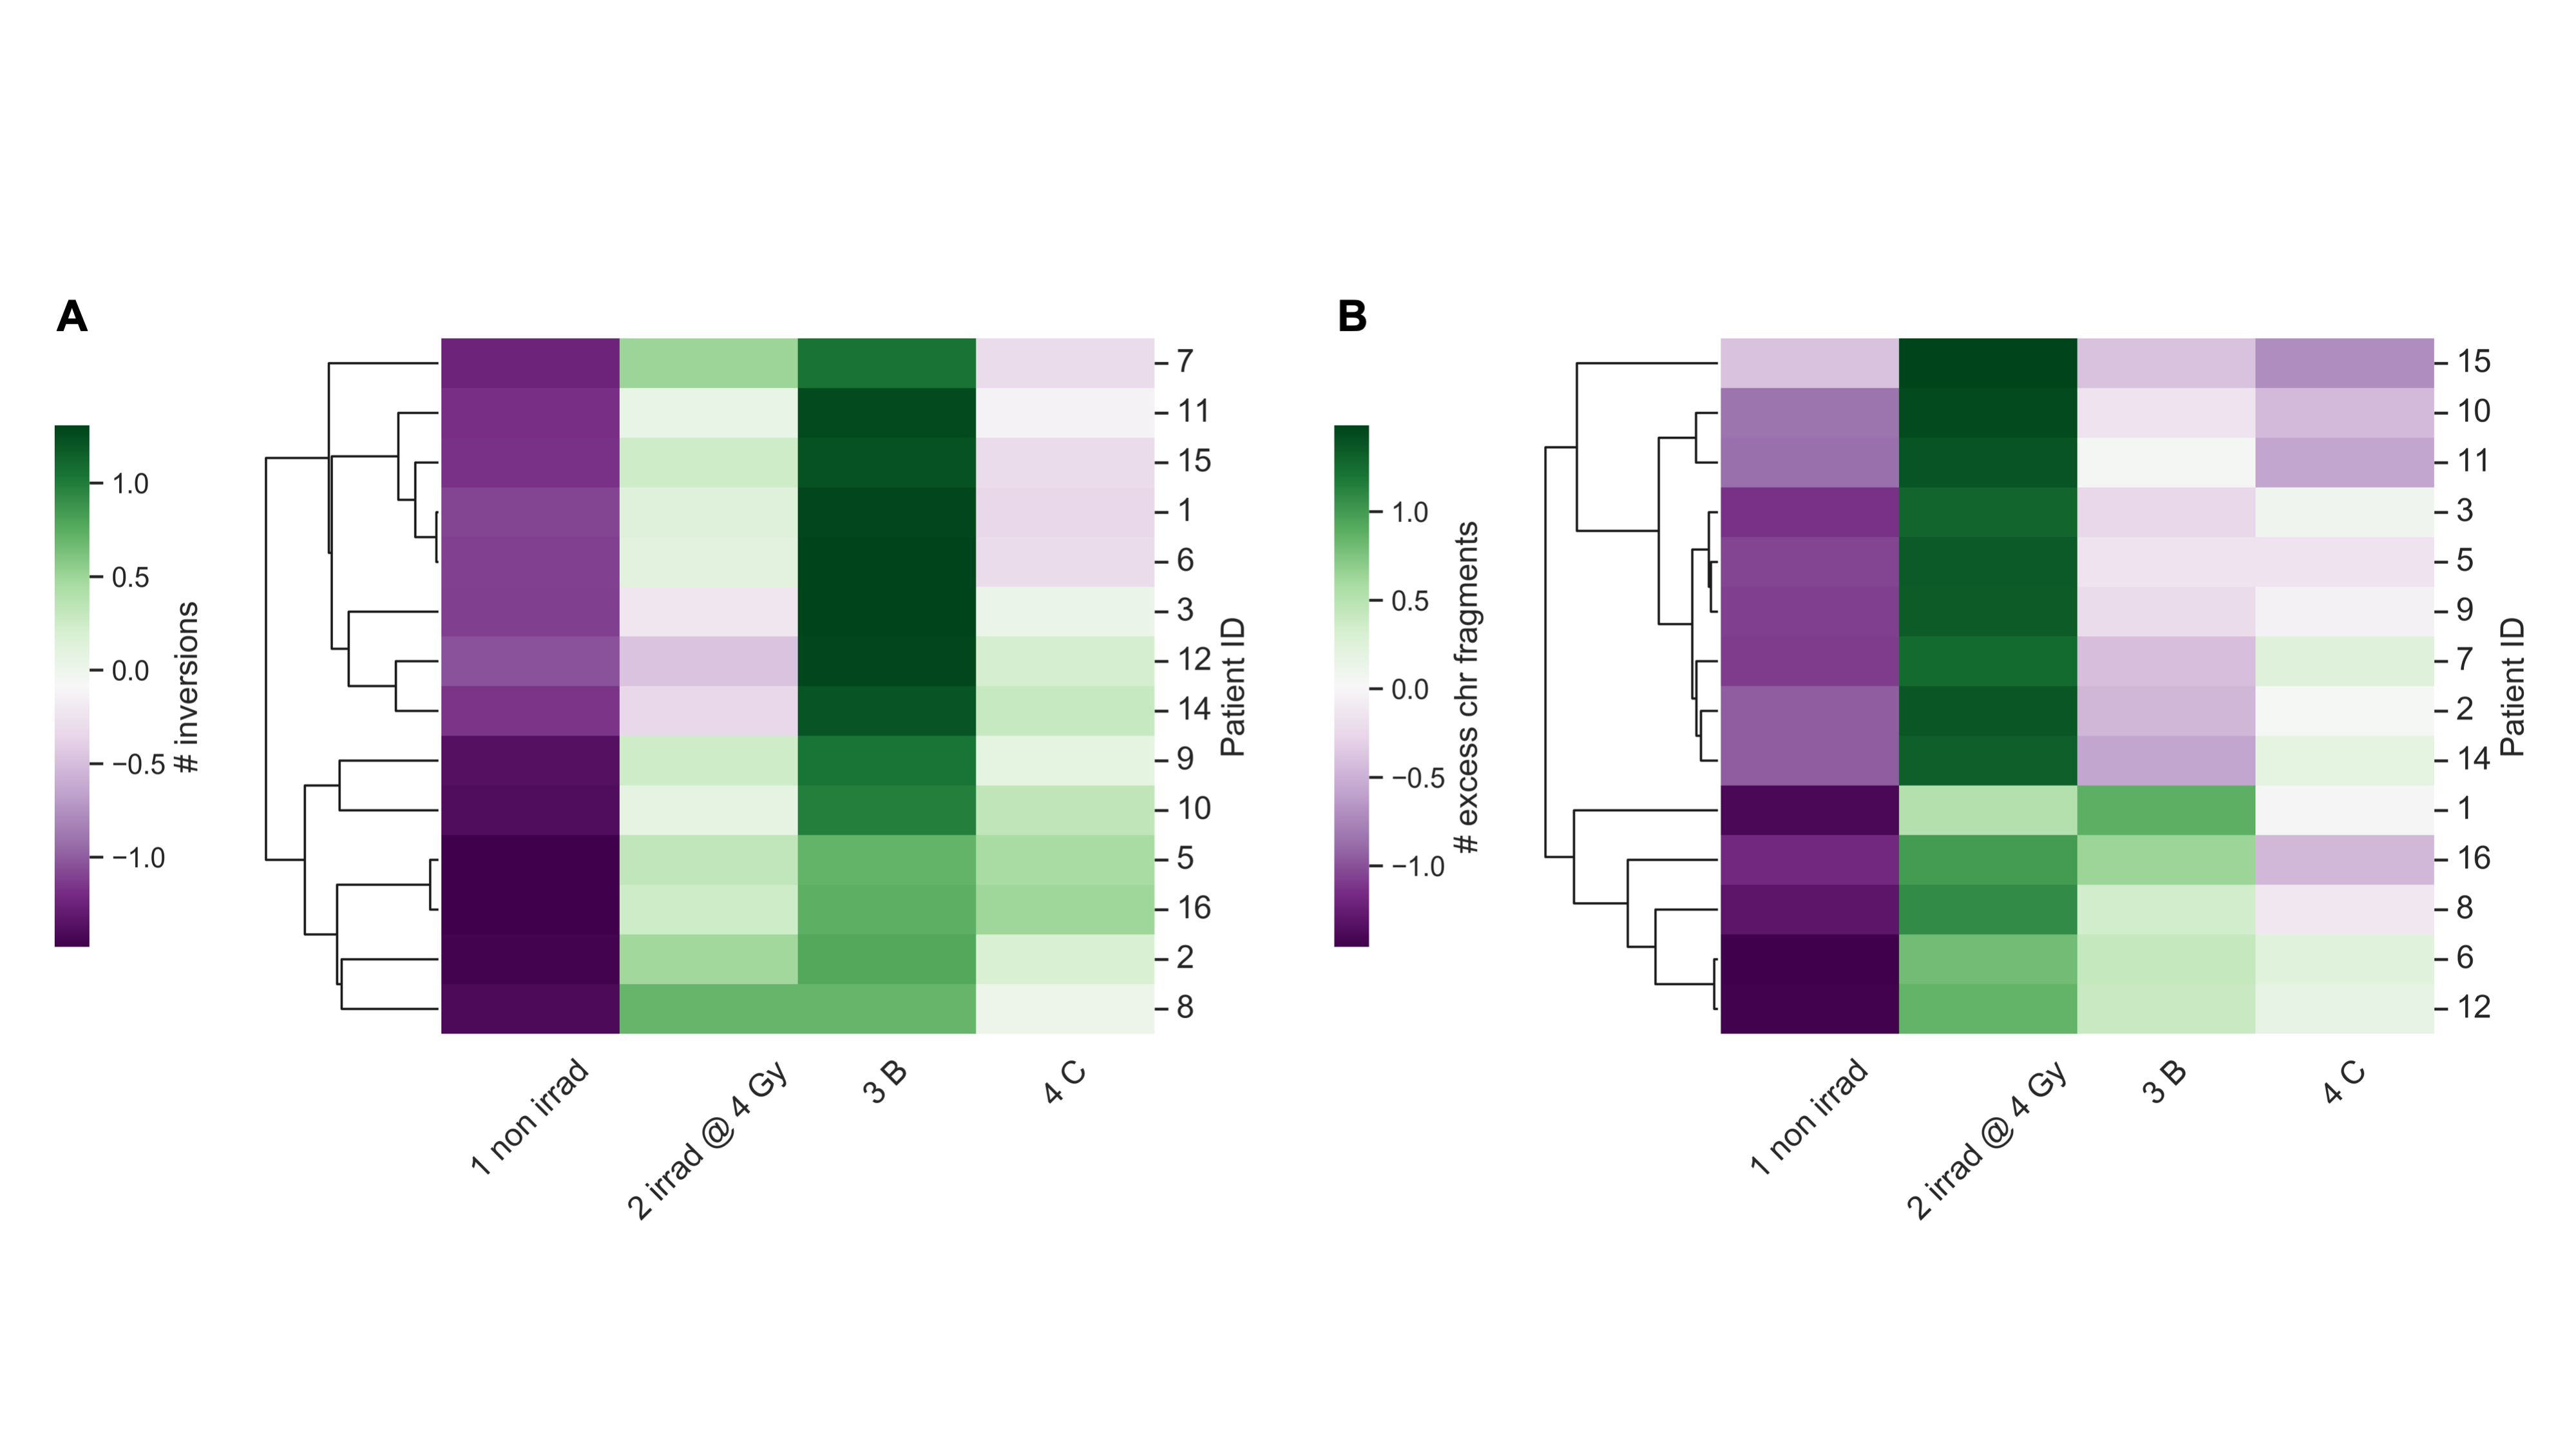 A
1.0
0.5
0.0
−0.5
−1.0
# inversions
7
11
15
1
6
3
12
14
9
10
5
16
2
8
Patient ID
1 non irrad
2 irrad @ 4 Gy
3 B
4 C
B
1.0
0.5
0.0
−0.5
−1.0
# excess chr fragments
15
10
11
3
5
9
7
2
14
1
16
8
6
12
Patient ID
1 non irrad
2 irrad @ 4 Gy
3 B
4 C